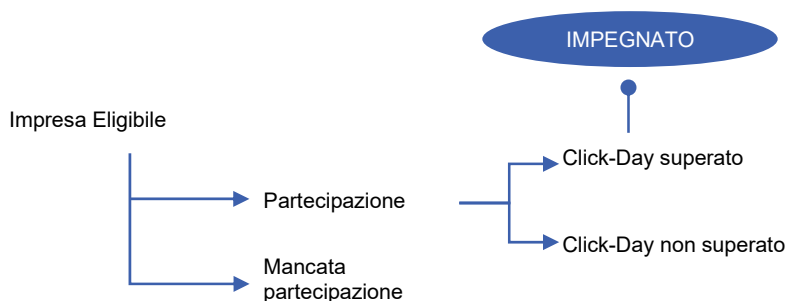 IMPEGNATO
Impresa Eligibile
Click-Day superato
Partecipazione
Click-Day non superato
Mancata
partecipazione